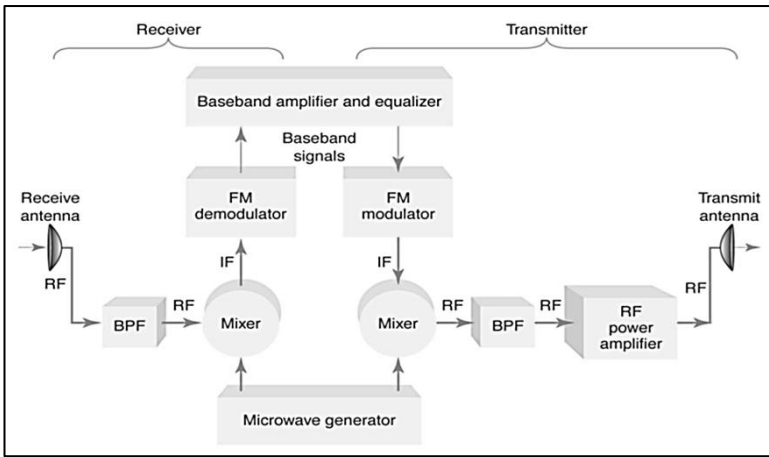 Receiver
Transmitter
Baseband amplifier and equalizer
Baseband
signals
Receive
antenna
FM
demodulator
FM
modulator
Transmit
antenna
IF
IF
RF
BPF
RF
Mixer
Mixer
RF
BPF
RF
RF
power
amplifier
RF
Microwave generator